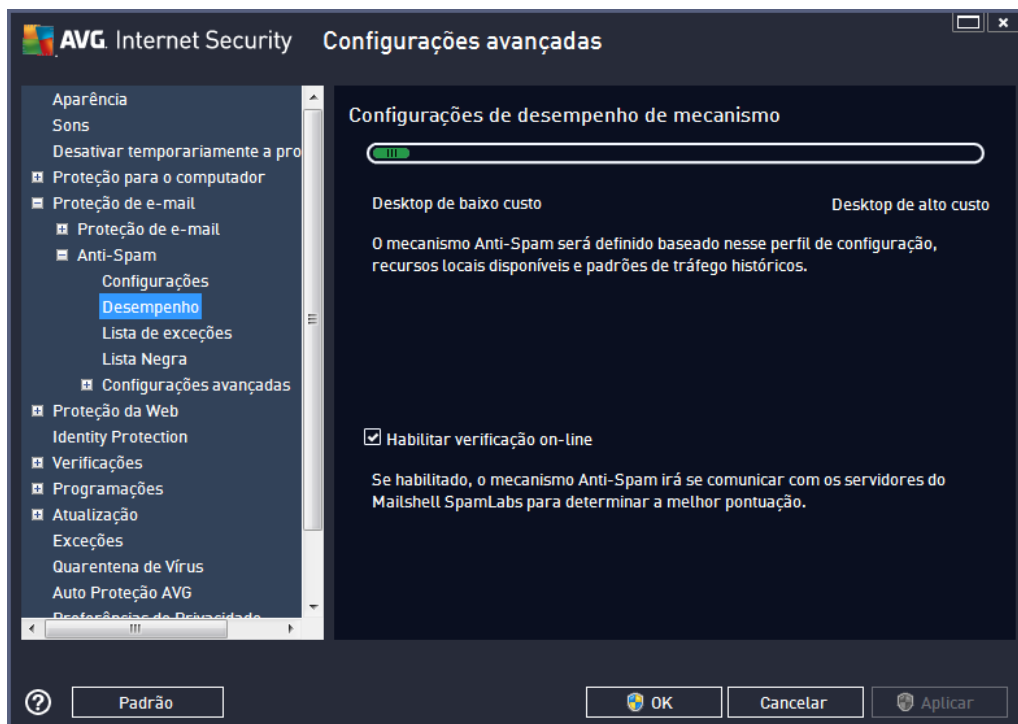 AVG. Internet Security Configurações avançadas
Aparência
Sons
Desativar temporariamente a pro
Proteção para o computador
Proteção de e-mail
Proteção de e-mail
Anti-Spam
Configurações
Desempenho
Lista de exceções
Lista Negra
Configurações avançadas
Proteção da Web
Identity Protection
Verificações
Programações
Atualização
Exceções
Quarentena de Vírus
Auto Proteção AVG
Preferências de Privacidade
Configurações de desempenho de mecanismo
Desktop de baixo custo Desktop de alto custo
O mecanismo Anti-Spam será definido baseado nesse perfil de configuração,
recursos locais disponíveis e padrões de tráfego históricos.
Habilitar verificação on-line
Se habilitado, o mecanismo Anti-Spam irá se comunicar com os servidores do
Mailshell SpamLabs para determinar a melhor pontuação.
? Padrão OK Cancelar Aplicar